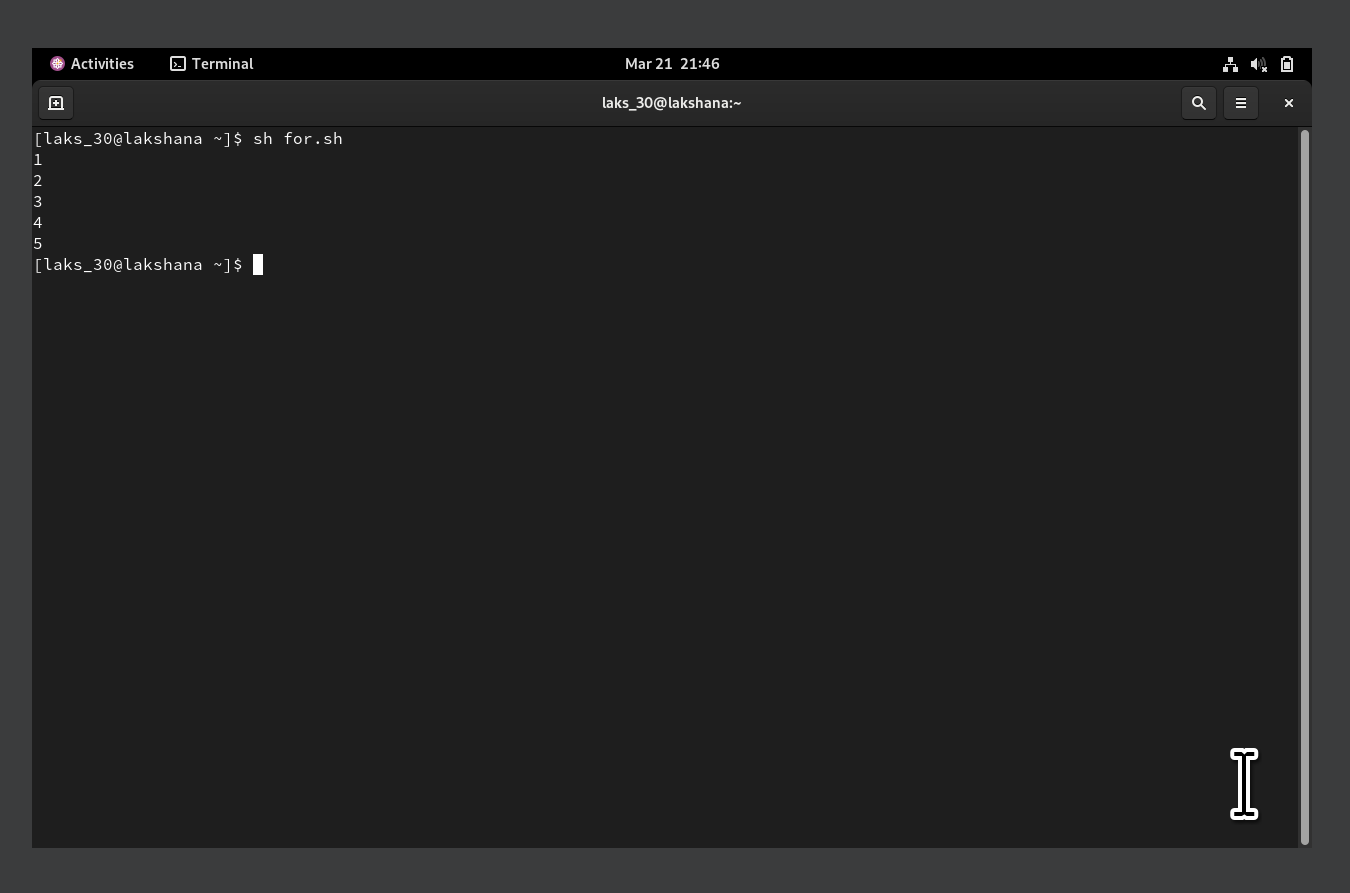 Activities Terminal Mar 21 21:46
laks_30@lakshana:~
[laks_30@lakshana ~]$ sh for.sh
1
2
3
4
5
[laks_30@lakshana ~]$